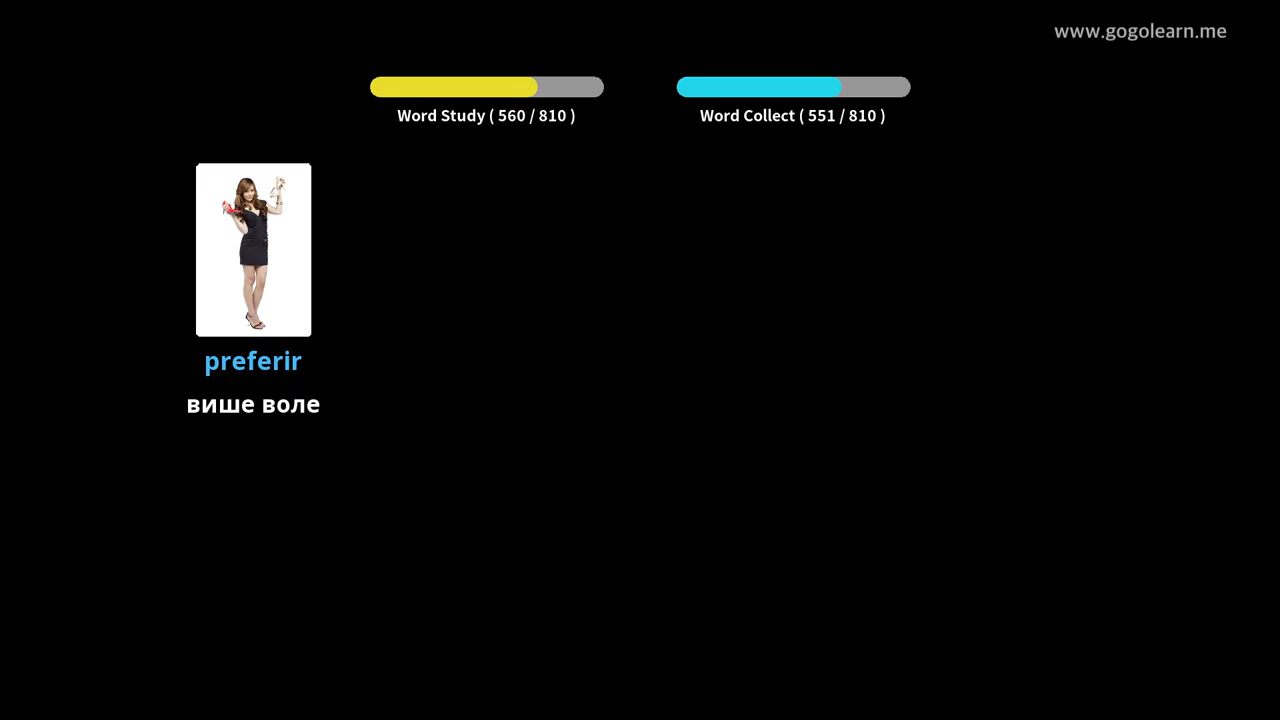 www.gogolearn.me
Word Study ( 560 / 810 )
Word Collect ( 551 / 810 )
preferir
више воле